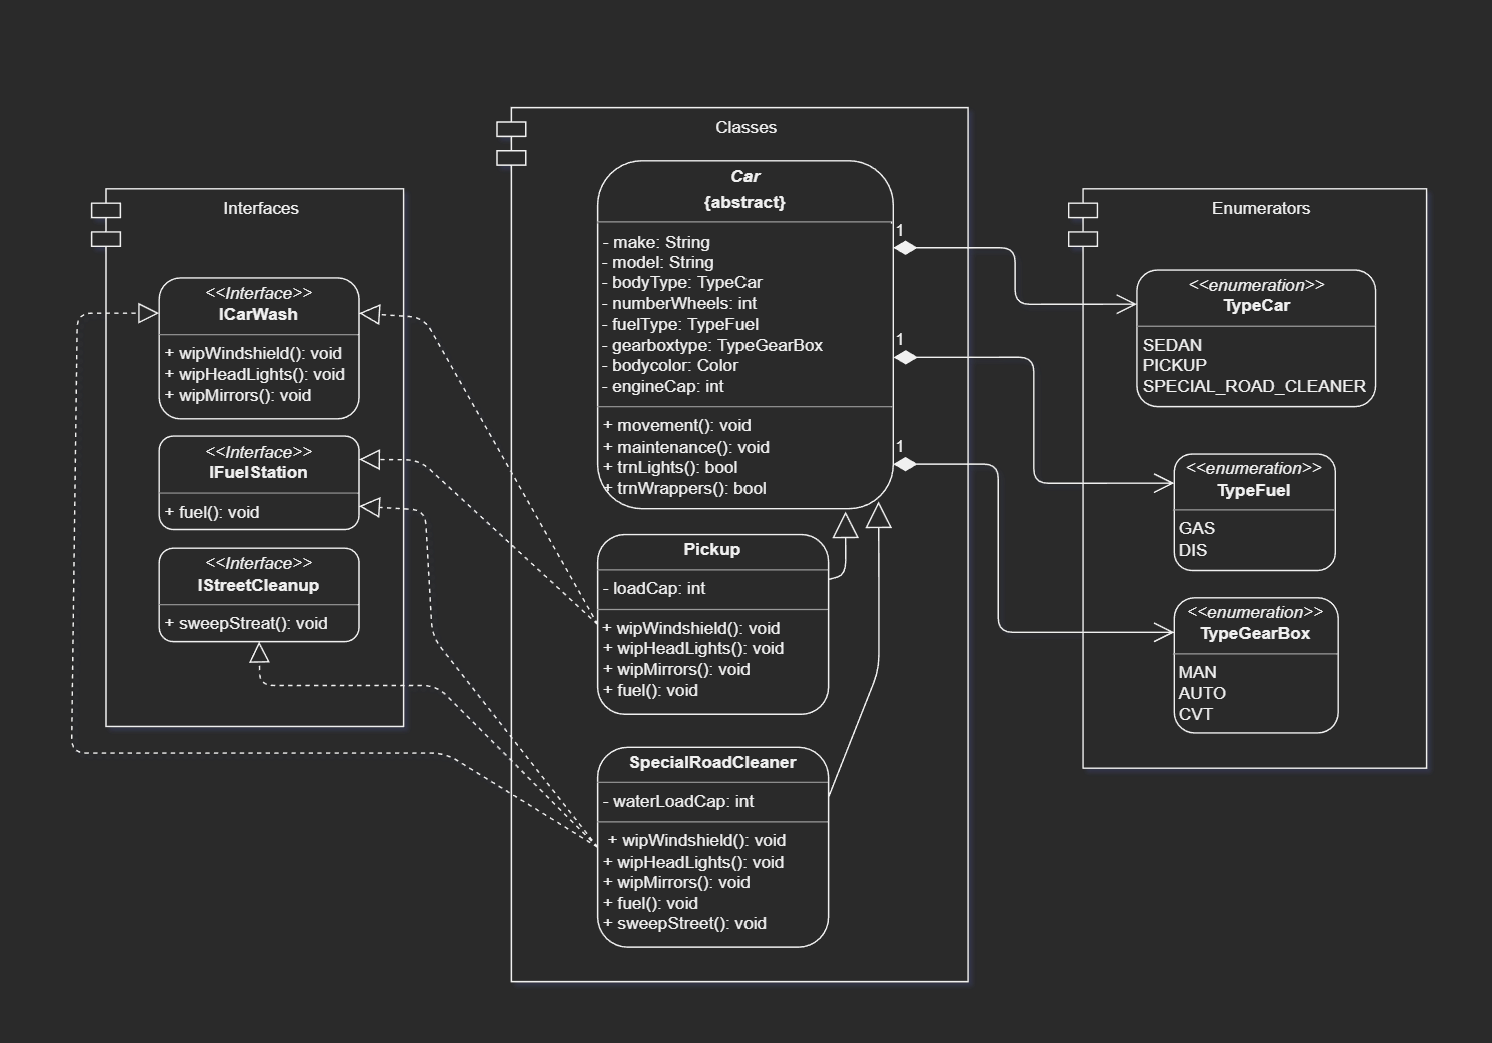 Interfaces
<<Interface>>
ICarWash
+ wipWindshield(): void
+ wipHeadLights(): void
+ wipMirrors(): void
<<Interface>>
IFuelStation
+ fuel(): void
<<Interface>>
IStreetCleanup
+ sweepStreat(): void
Classes
Car
{abstract}
- make: String
- model: String
- bodyType: TypeCar
- numberWheels: int
- fuelType: TypeFuel
- gearboxtype: TypeGearBox
- bodycolor: Color
- engineCap: int
+ movement(): void
+ maintenance(): void
+ trnLights(): bool
+ trnWrappers(): bool
1
1
1
Pickup
- loadCap: int
+ wipWindshield(): void
+ wipHeadLights(): void
+ wipMirrors(): void
+ fuel(): void
SpecialRoadCleaner
- waterLoadCap: int
+ wipWindshield(): void
+ wipHeadLights(): void
+ wipMirrors(): void
+ fuel(): void
+ sweepStreet(): void
Enumerators
<<enumeration>>
TypeCar
SEDAN
PICKUP
SPECIAL_ROAD_CLEANER
<<enumeration>>
TypeFuel
GAS
DIS
<<enumeration>>
TypeGearBox
MAN
AUTO
CVT